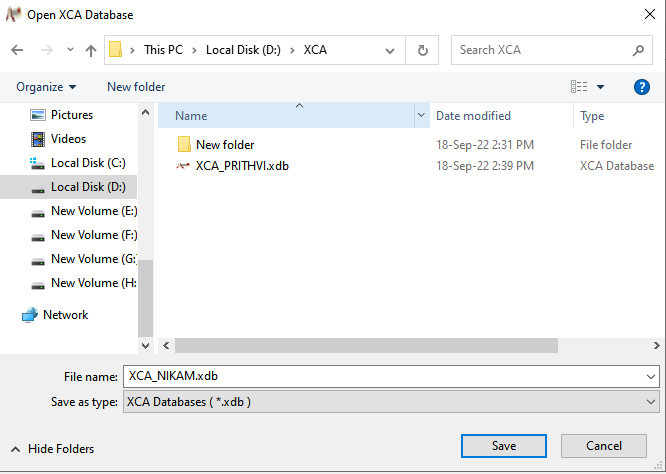 Open XCA Database
This PC > Local Disk (D:) > XCA
Search XCA
Organize
New folder
Pictures
Videos
Local Disk (C:)
Local Disk (D:)
New Volume (E:)
New Volume (F:)
New Volume (G:
New Volume (H:
Network
Name Date modified Type
New folder 18-Sep-22 2:31 PM File folder
XCA_PRITHVI.xdb 18-Sep-22 2:39 PM XCA Database
File name: XCA_NIKAM.xdb
Save as type: XCA Databases ( *.xdb )
Hide Folders
Save
Cancel